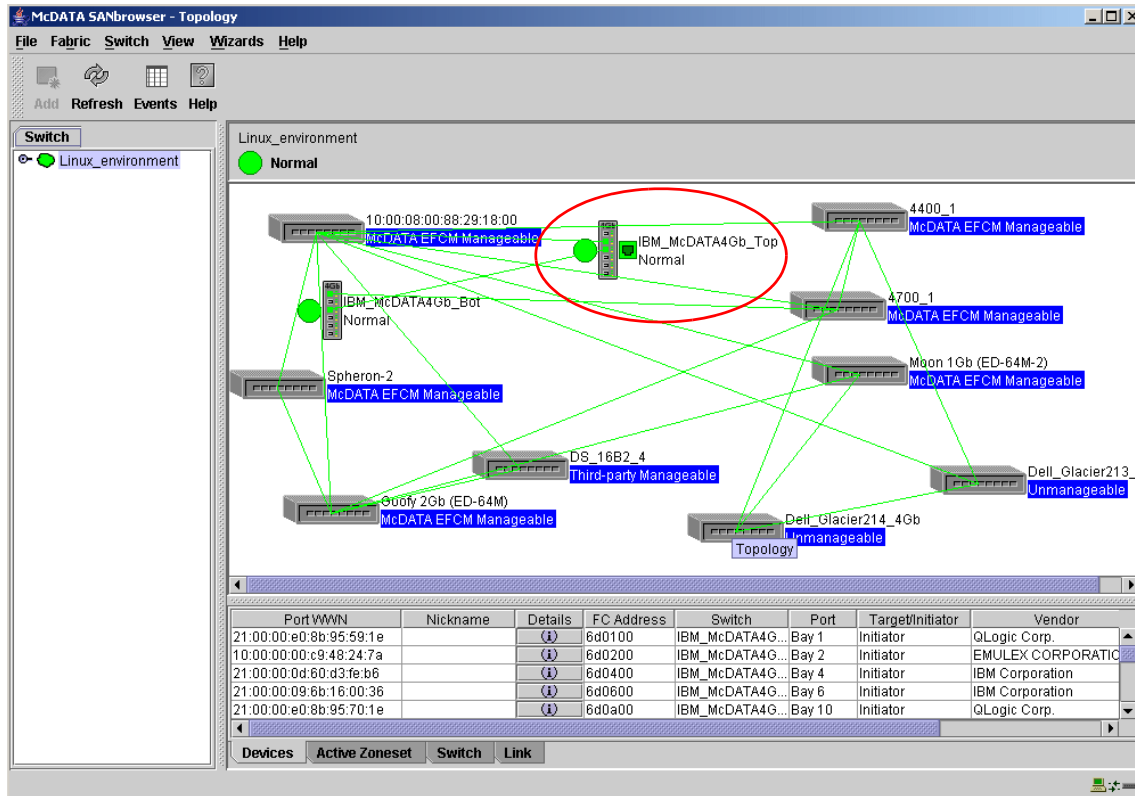 McDATA SANbrowser - Topology
File Fabric Switch View Wizards Help
Add Refresh Events Help
Switch
Linux_environment
Linux_environment
Normal
10:00:08:00:88:29:18:00
McDATA EFCM Manageable
4Gb
IBM_McDATA4Gb_Top
Normal
4400_1
McDATA EFCM Manageable
4Gb
IBM_McDATA4Gb_Bot
Normal
4700_1
McDATA EFCM Manageable
Spheron-2
McDATA EFCM Manageable
Moon 1Gb (ED-64M-2)
McDATA EFCM Manageable
DS_16B2_4
Third-party Manageable
Dell_Glacier213_
Unmanageable
Goofy 2Gb (ED-64M)
McDATA EFCM Manageable
Dell_Glacier214_4Gb
Unmanageable
Topology
Port WWN Nickname Details FC Address Switch Port Target/Initiator Vendor
21:00:00:e0:8b:95:59:1e 6d0100 IBM_McDATA4G... Bay 1 Initiator QLogic Corp.
10:00:00:00:c9:48:24:7a 6d0200 IBM_McDATA4G... Bay 2 Initiator EMULEX CORPORATIO
21:00:00:0d:60:d3:fe:b6 6d0400 IBM_McDATA4G... Bay 4 Initiator IBM Corporation
21:00:00:09:6b:16:00:36 6d0600 IBM_McDATA4G... Bay 6 Initiator IBM Corporation
21:00:00:e0:8b:95:70:1e 6d0a00 IBM_McDATA4G... Bay 10 Initiator QLogic Corp.
Devices Active Zoneset Switch Link